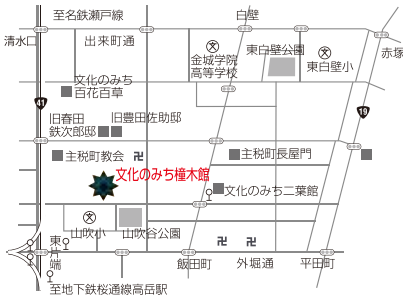 至名鉄瀬戸線
白壁
清水口
出来町通
文
金城学院
高等学校
東白壁公園
文
東白壁小
赤塚
文化のみち
百花百草
41
19
旧春田
鉄次郎邸
旧豊田佐助邸
主税町教会
卍
主税町長屋門
文化のみち橦木館
文化のみち二葉館
文
山吹小
山吹谷公園
東片端
卍
卍
飯田町
外堀通
平田町
至地下鉄桜通線高岳駅